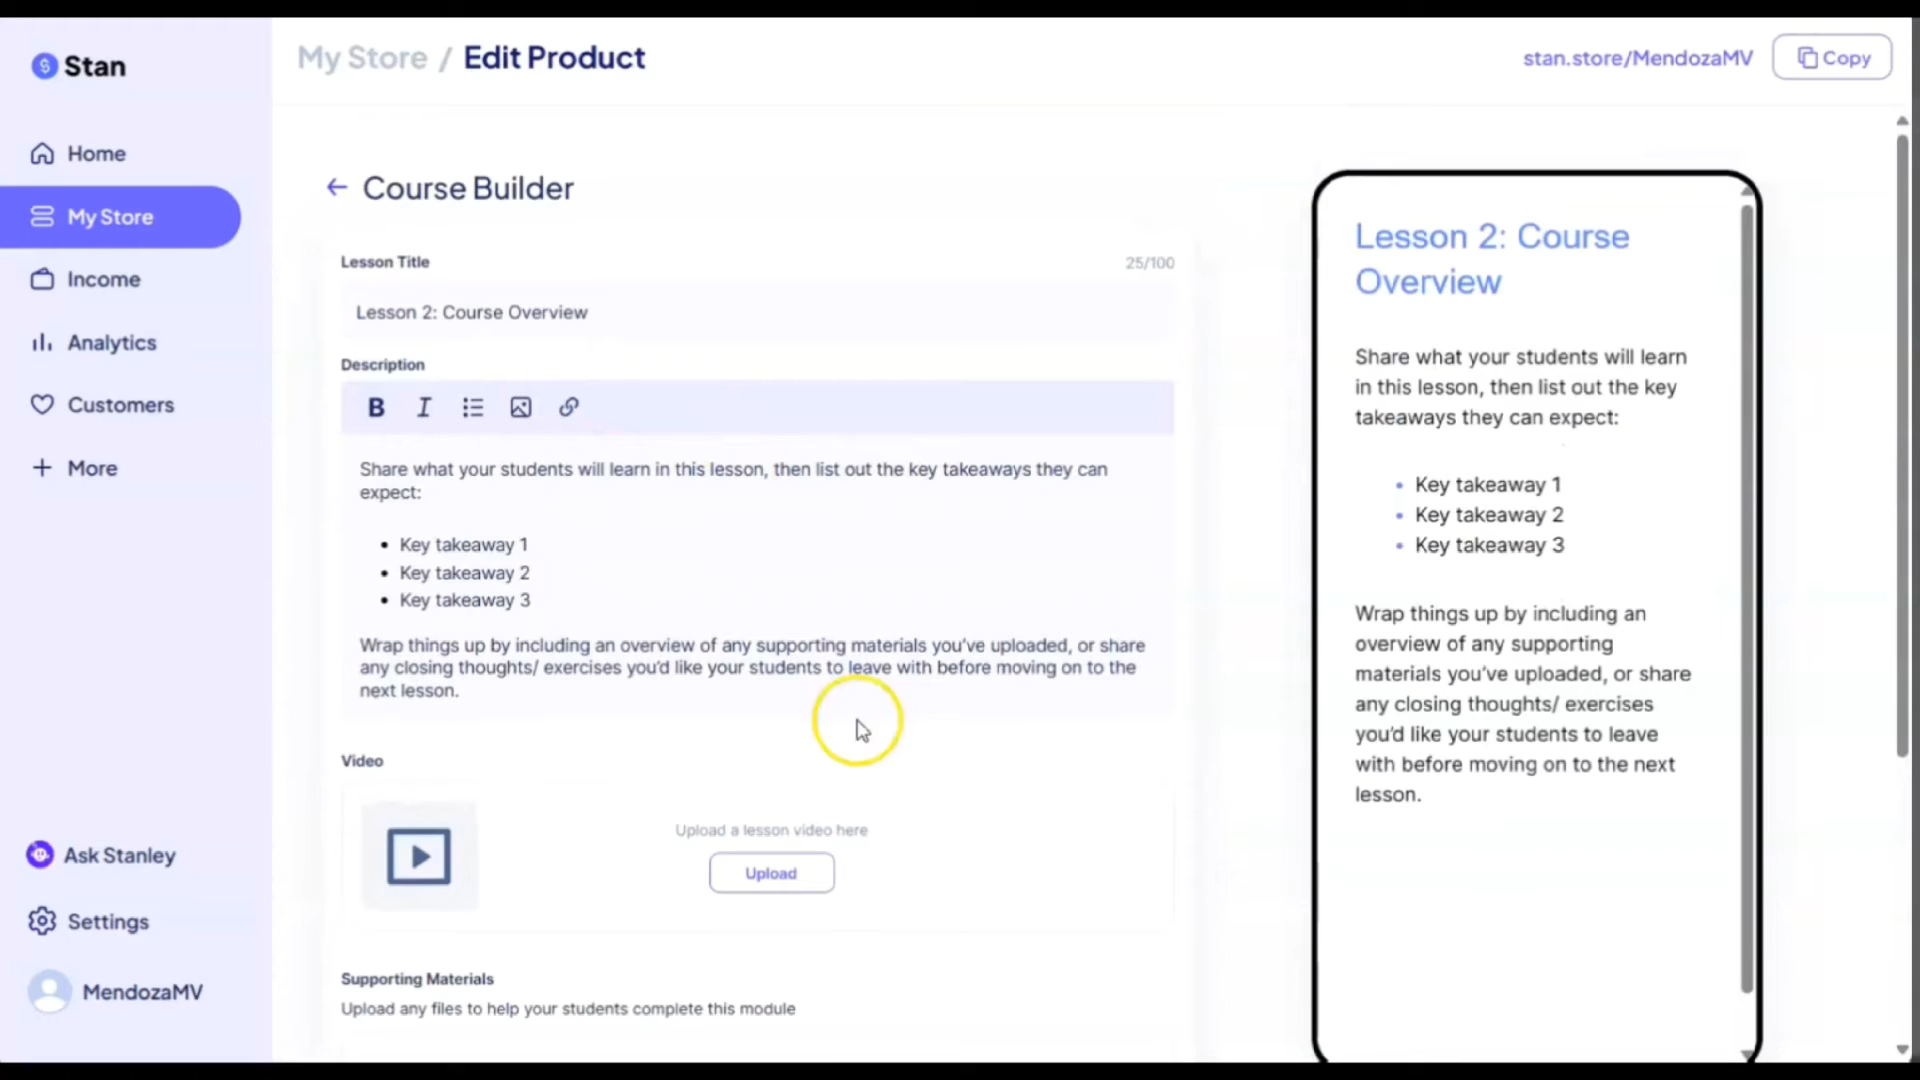 Stan
My Store / Edit Product
stan.store/MendozaMV
Copy
Home
My Store
Income
Analytics
Customers
More
Ask Stanley
Settings
MendozaMV
Course Builder
Lesson Title
25/100
Lesson 2: Course Overview
Description
B I
Share what your students will learn in this lesson, then list out the key takeaways they can
expect:
• Key takeaway 1
• Key takeaway 2
• Key takeaway 3
Wrap things up by including an overview of any supporting materials you've uploaded, or share
any closing thoughts/ exercises you'd like your students to leave with before moving on to the
next lesson.
Video
Upload a lesson video here
Upload
Supporting Materials
Upload any files to help your students complete this module
Lesson 2: Course
Overview
Share what your students will learn
in this lesson, then list out the key
takeaways they can expect:
• Key takeaway 1
• Key takeaway 2
• Key takeaway 3
Wrap things up by including an
overview of any supporting
materials you've uploaded, or share
any closing thoughts/ exercises
you'd like your students to leave
with before moving on to the next
lesson.